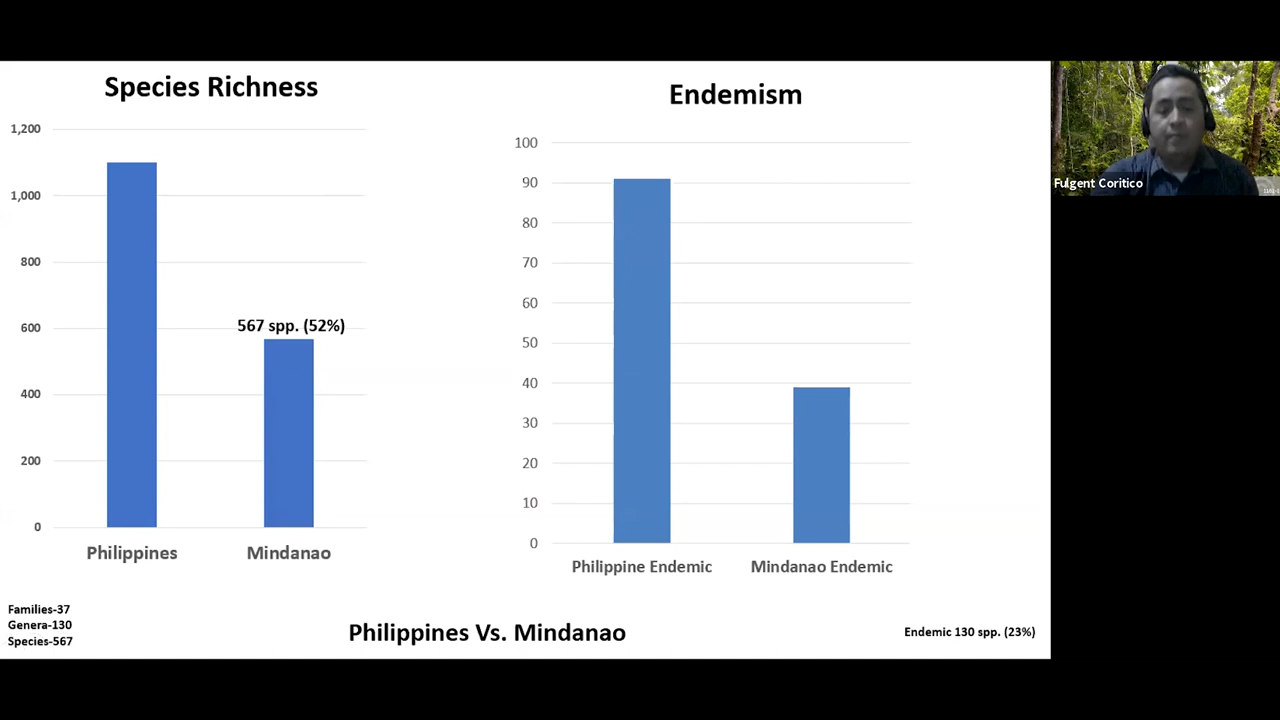 Species Richness
1,200
1,000
800
600
400
200
0
567 spp. (52%)
Philippines
Mindanao
Endemism
100
90
80
70
60
50
40
30
20
10
0
Philippine Endemic
Mindanao Endemic
Families-37
Genera-130
Species-567
Philippines Vs. Mindanao
Endemic 130 spp. (23%)
Fulgent Coritico